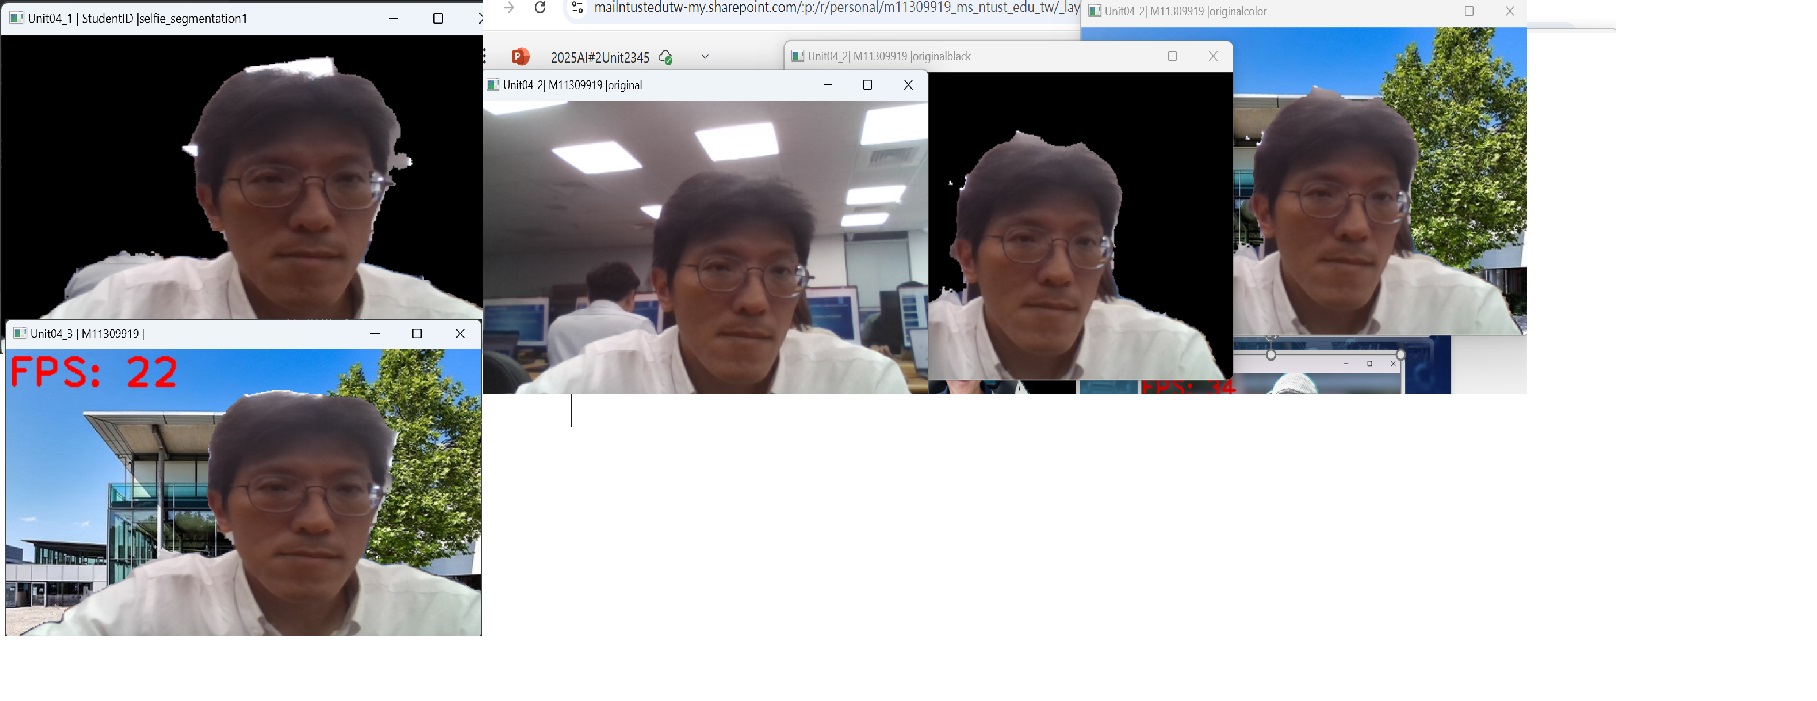 Unit04_1 | StudentID |selfie_segmentation1
mailntustedutw-my.sharepoint.com/:p:/r/personal/m11309919_ms_ntust_edu_tw/_lay
Unit04_2| M11309919 |originalcolor
2025AI#2Unit2345
Unit04_2| M11309919 |originalblack
Unit04_2| M11309919 |original
Unit04_3 | M11309919 |
FPS: 22
FPS: 34